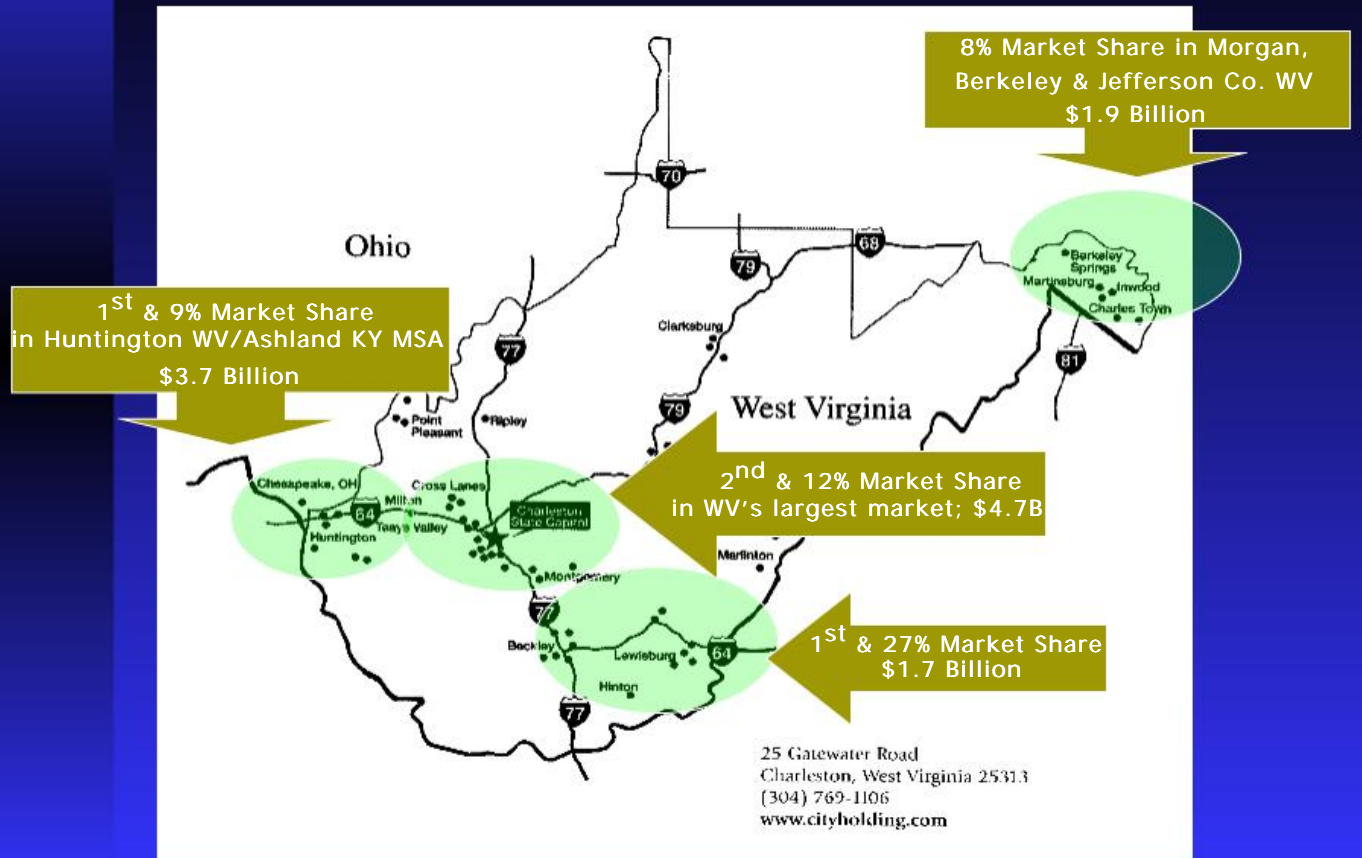 8% Market Share in Morgan,
Berkeley & Jefferson Co. WV
$1.9 Billion
70
Ohio
79
68
Berkeley
Springs
Martinsburg
Inwood
Charles Town
1st & 9% Market Share
in Huntington WV/Ashland KY MSA
$3.7 Billion
77
Clarksburg
81
79
West Virginia
Point
Pleasant
Ripley
2nd & 12% Market Share
in WV's largest market; $4.7B
Chesapeake, OH
Cross Lanes
Milton
64
Teays Valley
Charleston
State Capitol
Huntington
Marlinton
Montgomery
77
1st & 27% Market Share
$1.7 Billion
Beckley
Lewisburg
64
Hinton
77
25 Gatewater Road
Charleston, West Virginia 25313
(304) 769-1106
www.cityholding.com